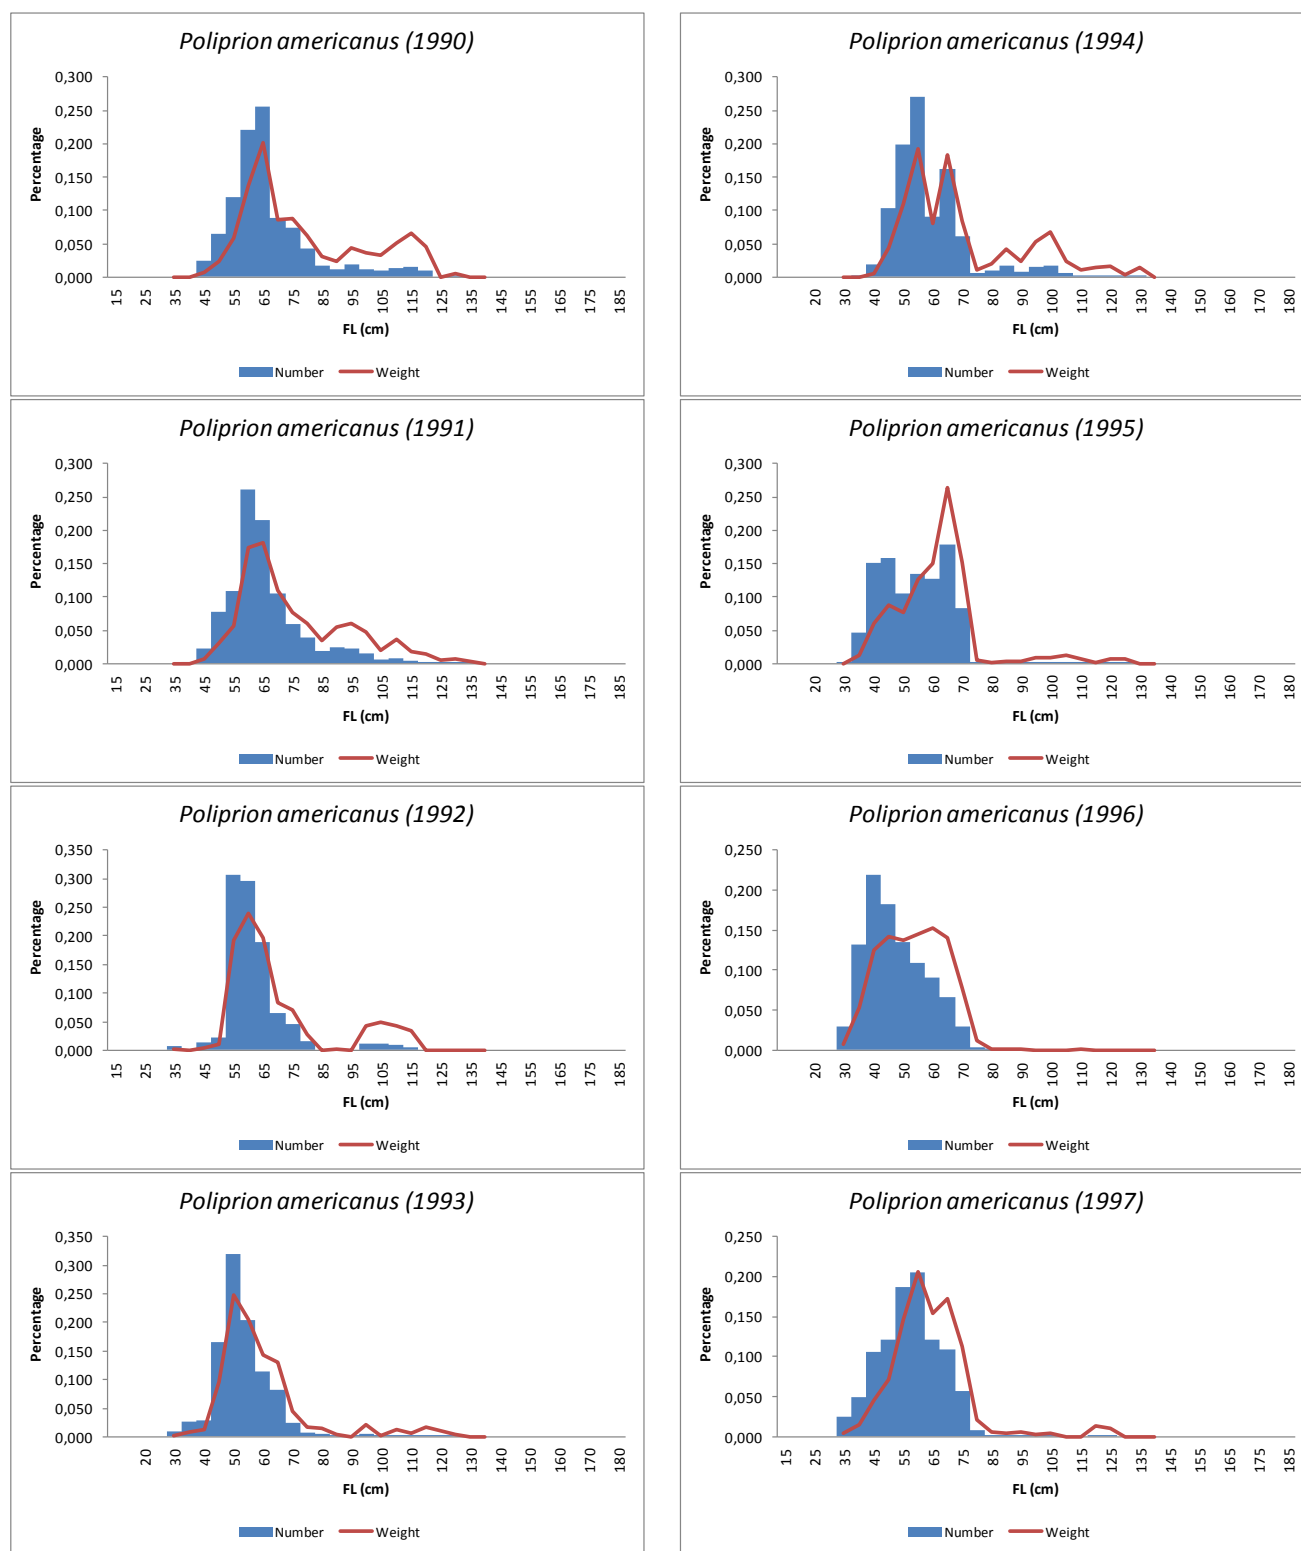 Poliprion americanus (1990)
0,300
0,250
0,200
0,150
0,100
0,050
0,000
Percentage
15 25 35 45 55 65 75 85 95 105 115 125 135 145 155 165 175 185
FL (cm)
Number Weight
Poliprion americanus (1994)
0,300
0,250
0,200
0,150
0,100
0,050
0,000
Percentage
20 30 40 50 60 70 80 90 100 110 120 130 140 150 160 170 180
FL (cm)
Number Weight
Poliprion americanus (1991)
0,300
0,250
0,200
0,150
0,100
0,050
0,000
Percentage
15 25 35 45 55 65 75 85 95 105 115 125 135 145 155 165 175 185
FL (cm)
Number Weight
Poliprion americanus (1995)
0,300
0,250
0,200
0,150
0,100
0,050
0,000
Percentage
20 30 40 50 60 70 80 90 100 110 120 130 140 150 160 170 180
FL (cm)
Number Weight
Poliprion americanus (1992)
0,350
0,300
0,250
0,200
0,150
0,100
0,050
0,000
Percentage
15 25 35 45 55 65 75 85 95 105 115 125 135 145 155 165 175 185
FL (cm)
Number Weight
Poliprion americanus (1996)
0,250
0,200
0,150
0,100
0,050
0,000
Percentage
20 30 40 50 60 70 80 90 100 110 120 130 140 150 160 170 180
FL (cm)
Number Weight
Poliprion americanus (1993)
0,350
0,300
0,250
0,200
0,150
0,100
0,050
0,000
Percentage
20 30 40 50 60 70 80 90 100 110 120 130 140 150 160 170 180
FL (cm)
Number Weight
Poliprion americanus (1997)
0,250
0,200
0,150
0,100
0,050
0,000
Percentage
15 25 35 45 55 65 75 85 95 105 115 125 135 145 155 165 175 185
FL (cm)
Number Weight